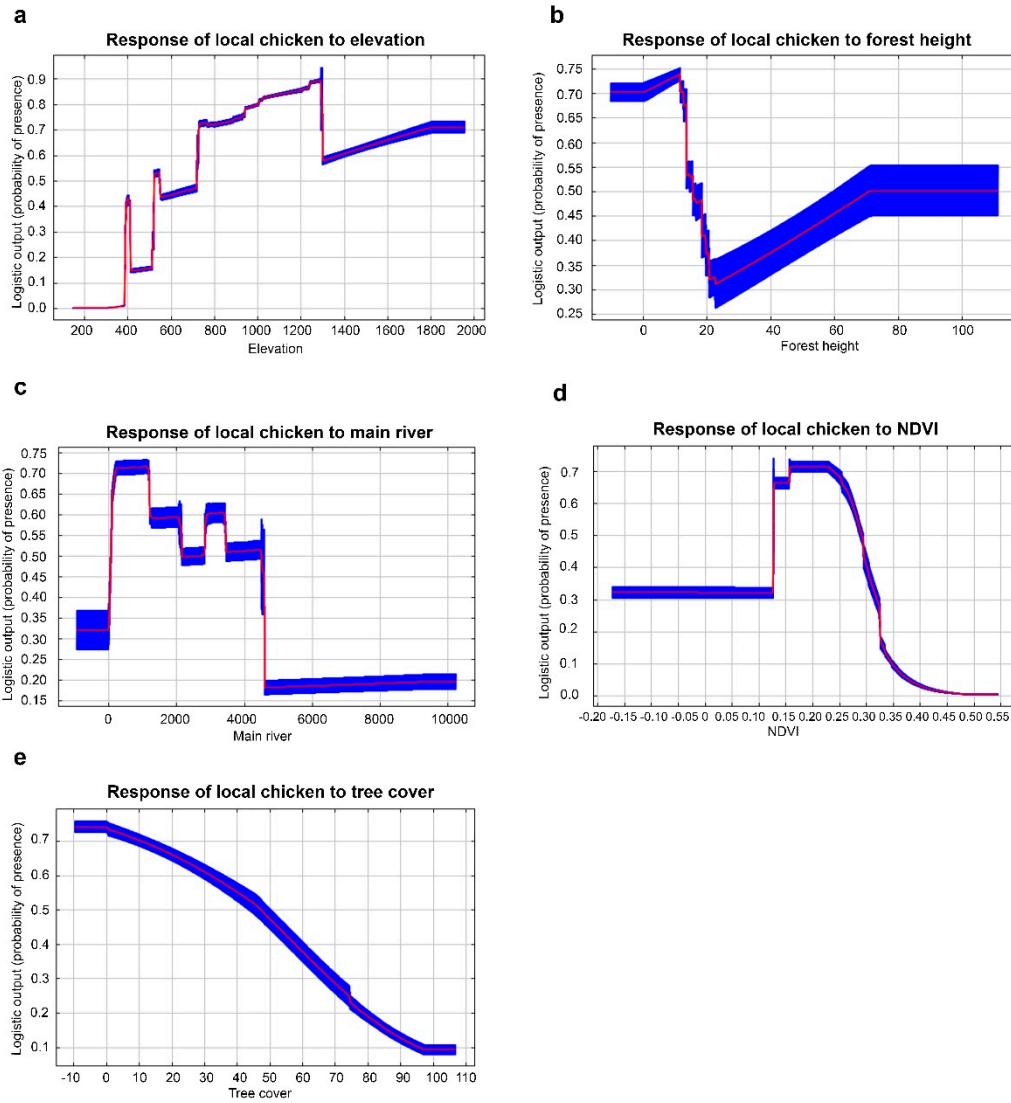 a
Response of local chicken to elevation
Logistic output (probability of presence)
0.9
0.8
0.7
0.6
0.5
0.4
0.3
0.2
0.1
0.0
200 400 600 800 1000 1200 1400 1600 1800 2000
Elevation
b
Response of local chicken to forest height
Logistic output (probability of presence)
0.75
0.70
0.65
0.60
0.55
0.50
0.45
0.40
0.35
0.30
0.25
0 20 40 60 80 100
Forest height
c
Response of local chicken to main river
Logistic output (probability of presence)
0.75
0.70
0.65
0.60
0.55
0.50
0.45
0.40
0.35
0.30
0.25
0.20
0.15
0 2000 4000 6000 8000 10000
Main river
d
Response of local chicken to NDVI
Logistic output (probability of presence)
0.7
0.6
0.5
0.4
0.3
0.2
0.1
0.0
-0.20 -0.15 -0.10 -0.05 0 0.05 0.10 0.15 0.20 0.25 0.30 0.35 0.40 0.45 0.50 0.55
NDVI
e
Response of local chicken to tree cover
Logistic output (probability of presence)
0.7
0.6
0.5
0.4
0.3
0.2
0.1
-10 0 10 20 30 40 50 60 70 80 90 100 110
Tree cover